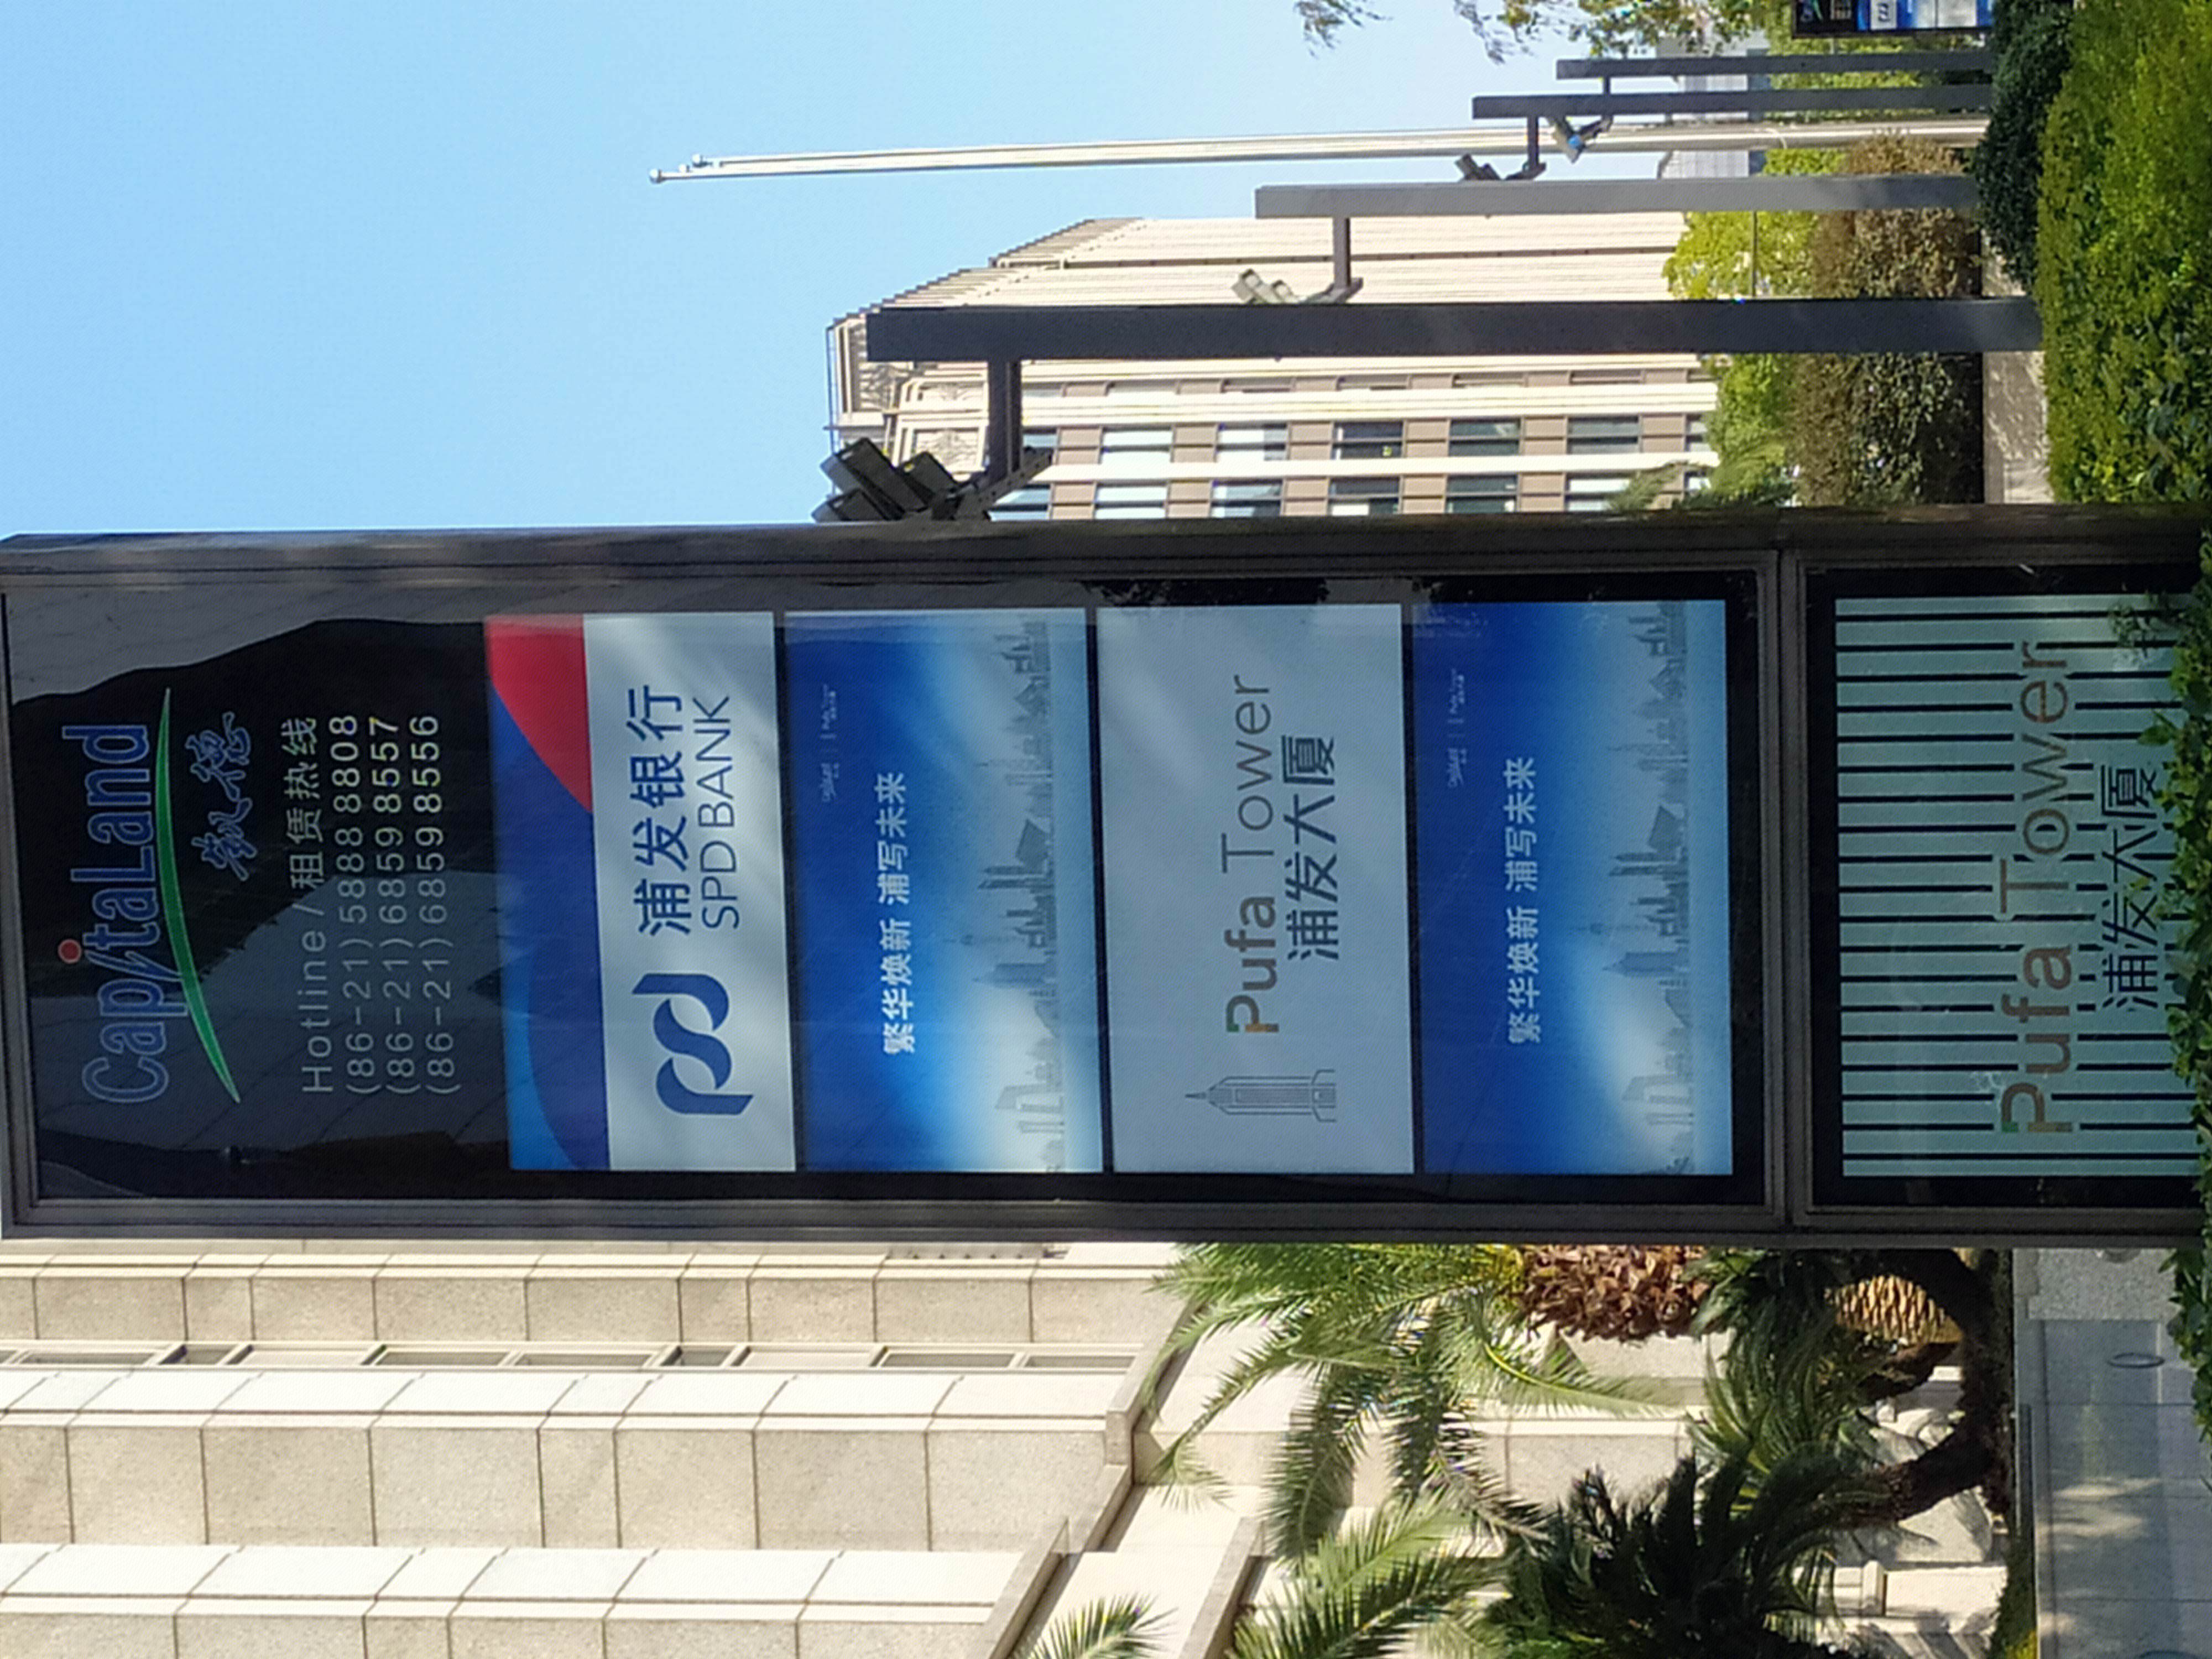 CapitaLand
凯德
Hotline / 租赁热线
(86-21) 5888 8808
(86-21) 6859 8557
(86-21) 6859 8556
浦发银行
SPD BANK
繁华焕新 浦写未来
Pufa Tower
浦发大厦
繁华焕新 浦写未来
Pufa Tower
浦发大厦